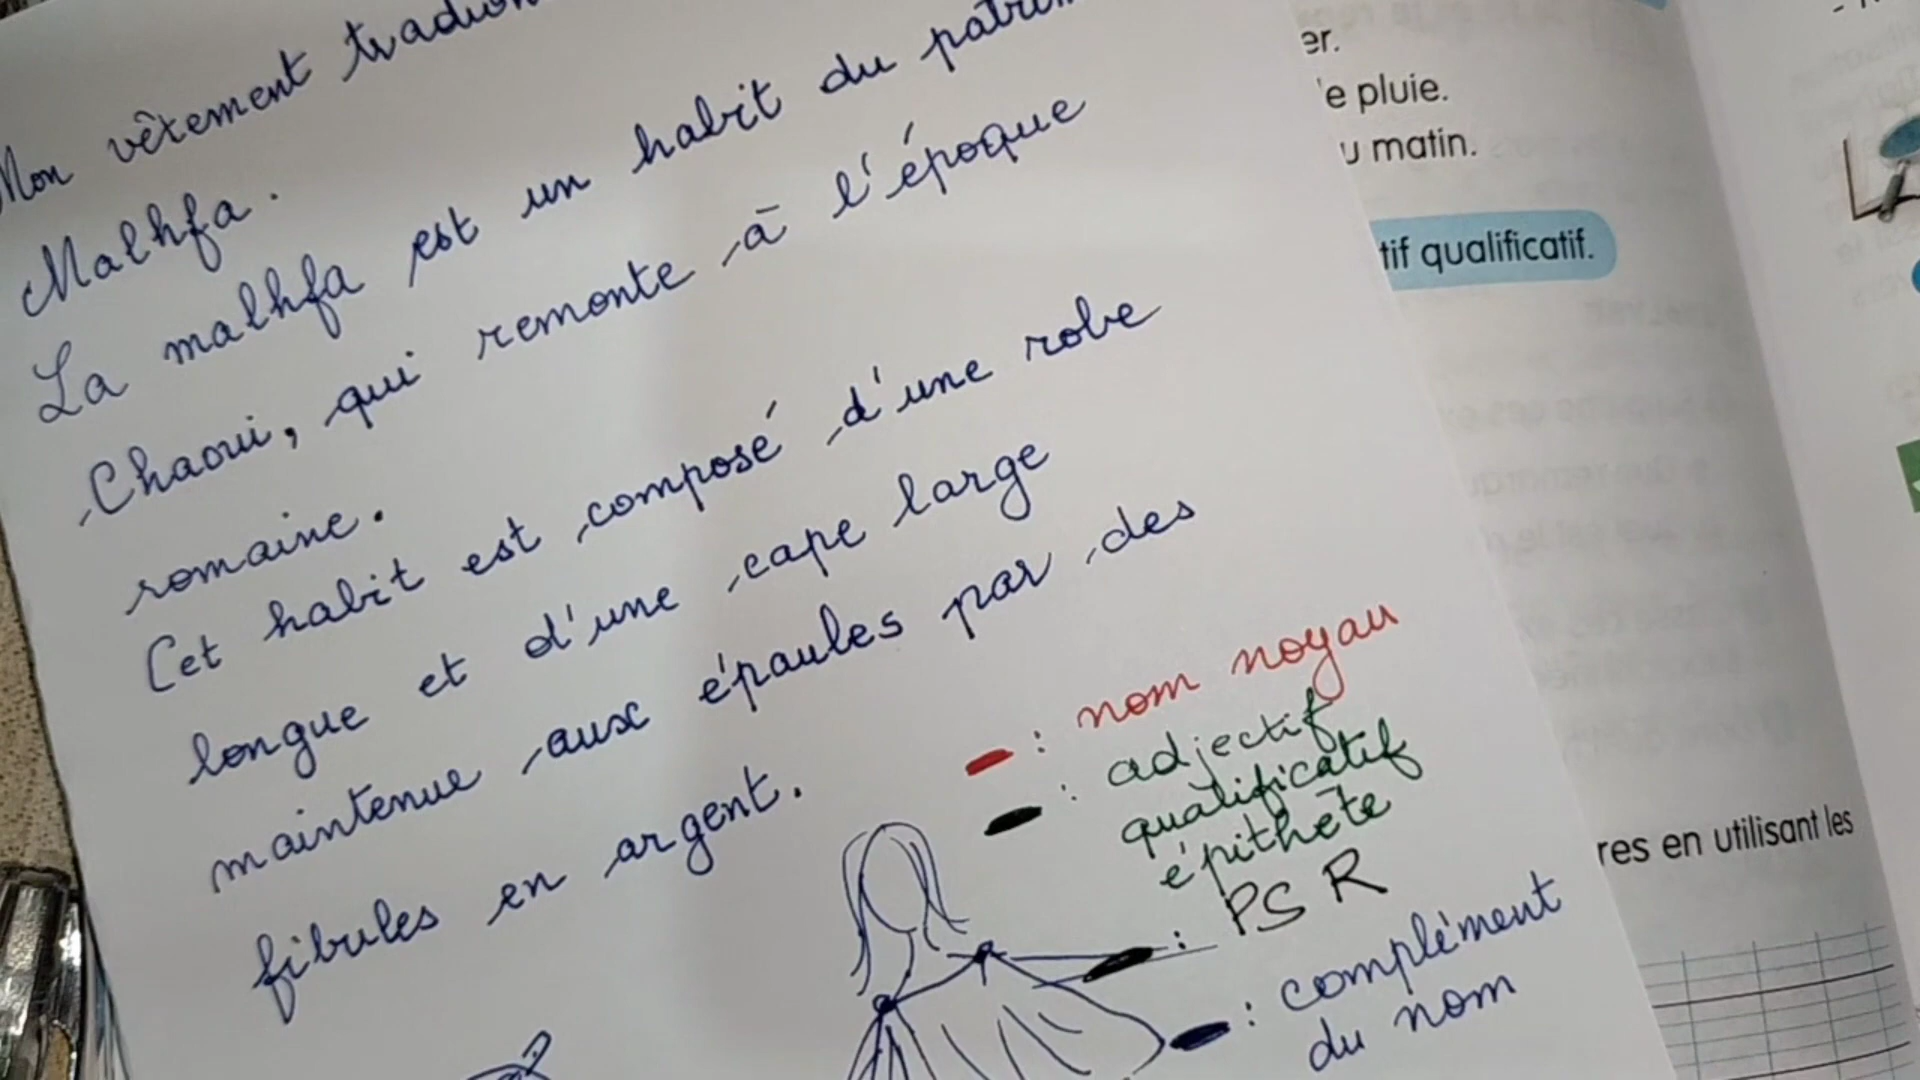 Mon vêtement
Malhfa.
La malhfa est un habit du
Chaoui, qui remonte à l'époque
romaine.
Cet habit est composé d'une robe
longue et d'une cape large
maintenue aux épaules par des
fibules en argent.
- : nom noyau
- : adjectif
qualificatif
épithète
- : PSR
- : complément
du nom
er.
e pluie.
u matin.
tif qualificatif.
res en utilisant les